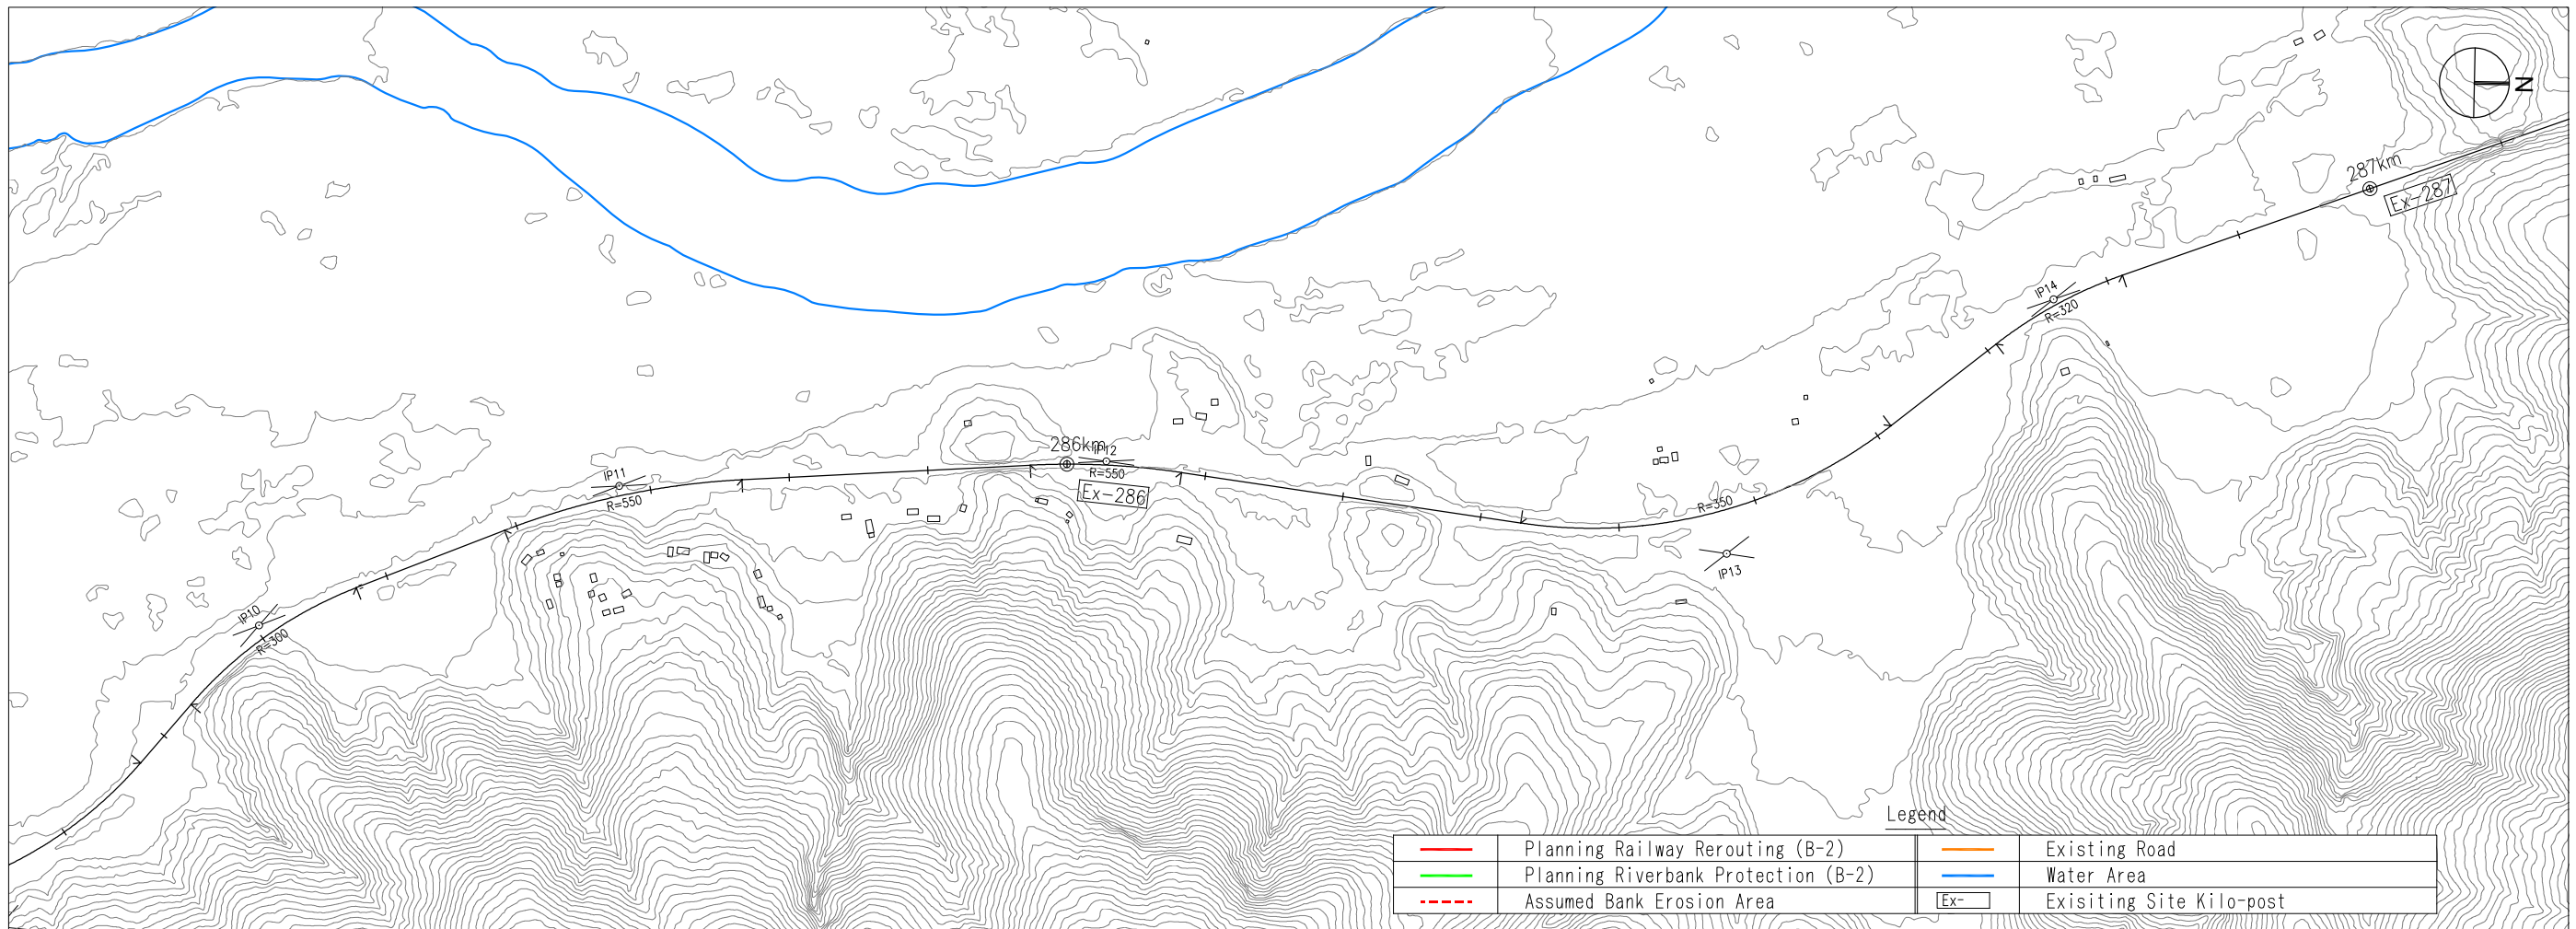 N
287km
Ex-287
IP14
R=320
286km
IP12
R=550
Ex-286
IP11
R=550
R=350
IP13
IP10
R=300
Legend
Planning Railway Rerouting (B-2)
Existing Road
Planning Riverbank Protection (B-2)
Water Area
Assumed Bank Erosion Area
Ex-
Exisiting Site Kilo-post